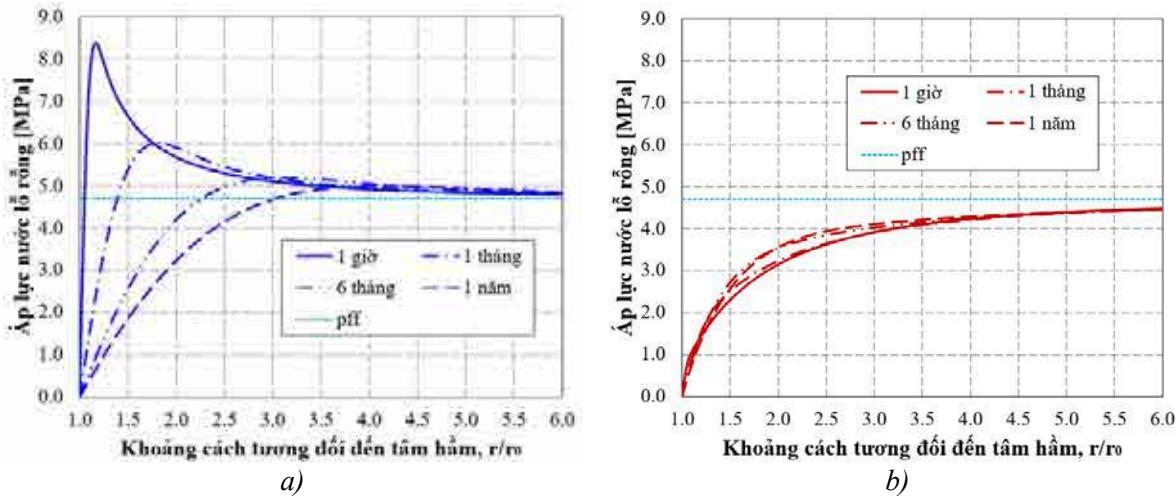 Áp lực nước lỗ rỗng [MPa]
9.0
8.0
7.0
6.0
5.0
4.0
3.0
2.0
1.0
0.0
1 giờ
1 tháng
6 tháng
1 năm
pff
1.0 1.5 2.0 2.5 3.0 3.5 4.0 4.5 5.0 5.5 6.0
Khoảng cách tương đối đến tâm hầm, r/r₀
a)
Áp lực nước lỗ rỗng [MPa]
9.0
8.0
7.0
6.0
5.0
4.0
3.0
2.0
1.0
0.0
1 giờ
1 tháng
6 tháng
1 năm
pff
1.0 1.5 2.0 2.5 3.0 3.5 4.0 4.5 5.0 5.5 6.0
Khoảng cách tương đối đến tâm hầm, r/r₀
b)